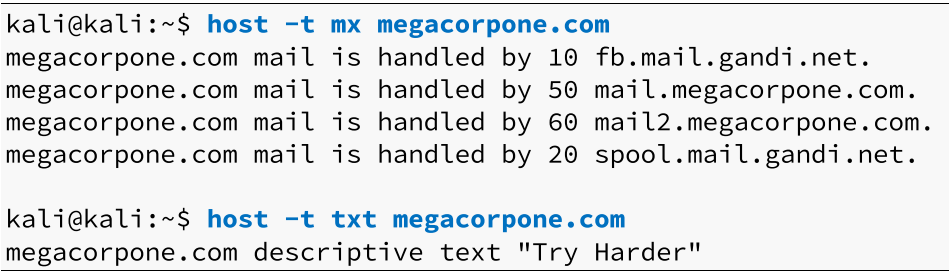 kali@kali:~$ host -t mx megacorpone.com
megacorpone.com mail is handled by 10 fb.mail.gandi.net.
megacorpone.com mail is handled by 50 mail.megacorpone.com.
megacorpone.com mail is handled by 60 mail2.megacorpone.com.
megacorpone.com mail is handled by 20 spool.mail.gandi.net.

kali@kali:~$ host -t txt megacorpone.com
megacorpone.com descriptive text "Try Harder"